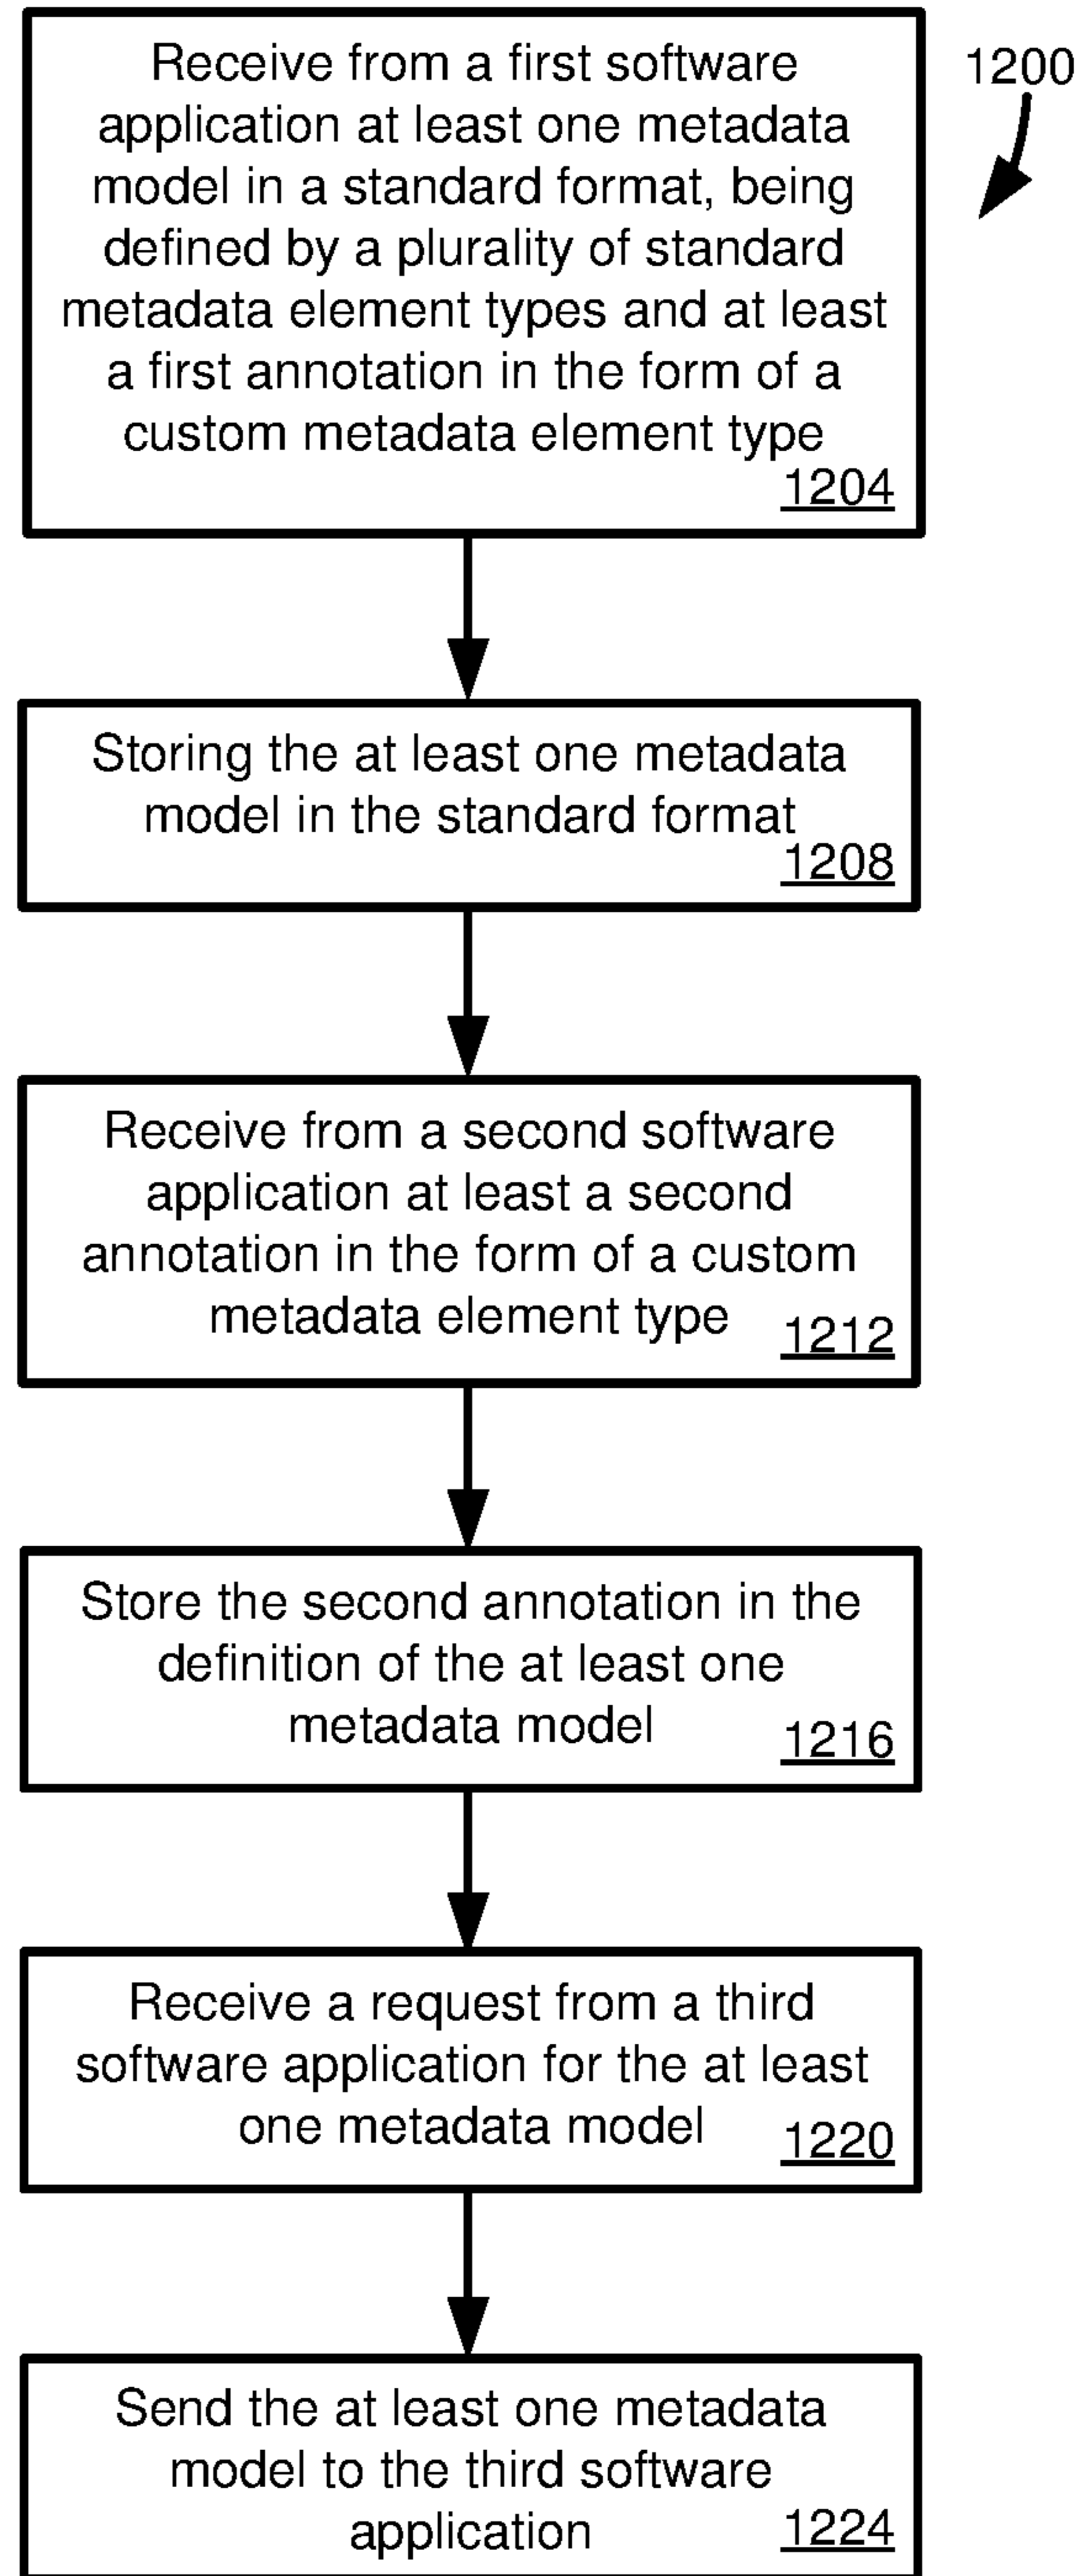 Receive from a first software
application at least one metadata
model in a standard format, being
defined by a plurality of standard
metadata element types and at least
a first annotation in the form of a
custom metadata element type
1204
1200
Storing the at least one metadata
model in the standard format
1208
Receive from a second software
application at least a second
annotation in the form of a custom
metadata element type
1212
Store the second annotation in the
definition of the at least one
metadata model
1216
Receive a request from a third
software application for the at least
one metadata model
1220
Send the at least one metadata
model to the third software
application
1224